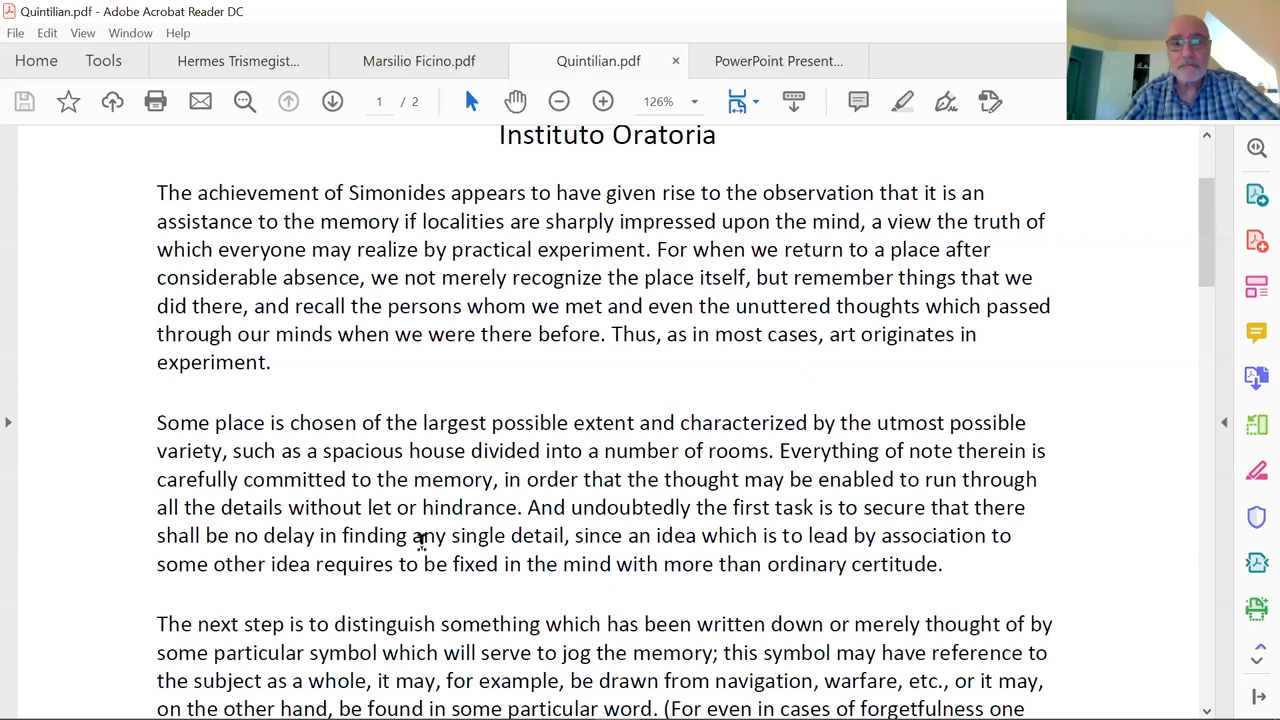 Quintilian.pdf - Adobe Acrobat Reader DC
File Edit View Window Help
Home Tools Hermes Trismegist... Marsilio Ficino.pdf Quintilian.pdf × PowerPoint Present...
1 / 2 126%
Instituto Oratoria
The achievement of Simonides appears to have given rise to the observation that it is an
assistance to the memory if localities are sharply impressed upon the mind, a view the truth of
which everyone may realize by practical experiment. For when we return to a place after
considerable absence, we not merely recognize the place itself, but remember things that we
did there, and recall the persons whom we met and even the unuttered thoughts which passed
through our minds when we were there before. Thus, as in most cases, art originates in
experiment.
Some place is chosen of the largest possible extent and characterized by the utmost possible
variety, such as a spacious house divided into a number of rooms. Everything of note therein is
carefully committed to the memory, in order that the thought may be enabled to run through
all the details without let or hindrance. And undoubtedly the first task is to secure that there
shall be no delay in finding any single detail, since an idea which is to lead by association to
some other idea requires to be fixed in the mind with more than ordinary certitude.
The next step is to distinguish something which has been written down or merely thought of by
some particular symbol which will serve to jog the memory; this symbol may have reference to
the subject as a whole, it may, for example, be drawn from navigation, warfare, etc., or it may,
on the other hand, be found in some particular word. (For even in cases of forgetfulness one